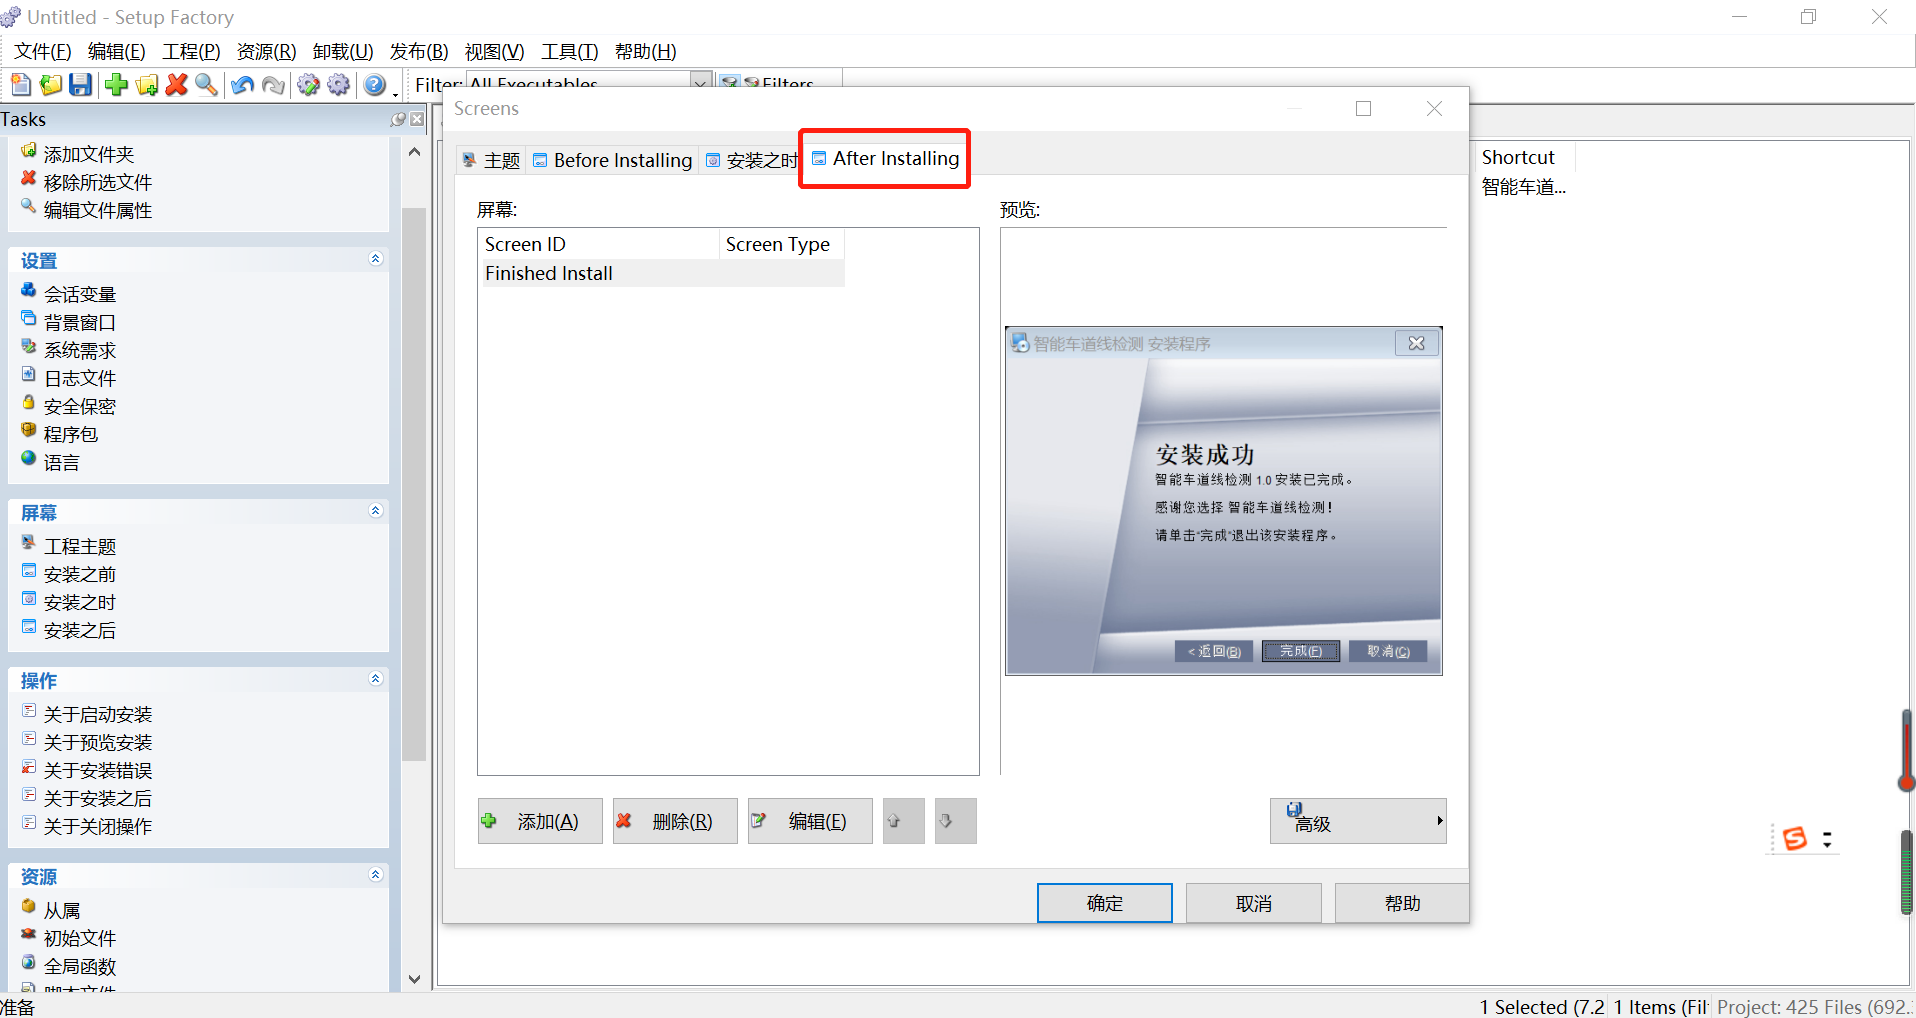 Untitled - Setup Factory
文件(F) 编辑(E) 工程(P) 资源(R) 卸载(U) 发布(B) 视图(V) 工具(T) 帮助(H)
Filter: All Executables Filters
Tasks
添加文件夹
移除所选文件
编辑文件属性
设置
会话变量
背景窗口
系统需求
日志文件
安全保密
程序包
语言
屏幕
工程主题
安装之前
安装之时
安装之后
操作
关于启动安装
关于预览安装
关于安装错误
关于安装之后
关于关闭操作
资源
从属
初始文件
全局函数
脚本文件
Screens
主题 Before Installing 安装之时 After Installing
屏幕:
Screen ID Screen Type
Finished Install
预览:
智能车道线检测 安装程序
安装成功
智能车道线检测 1.0 安装已完成。
感谢您选择 智能车道线检测!
请单击"完成"退出该安装程序。
< 返回(B) 完成(F) 取消(C)
添加(A) 删除(R) 编辑(E) 高级
确定 取消 帮助
Shortcut
智能车道...
准备
1 Selected (7.2 1 Items (Fil Project: 425 Files (692.